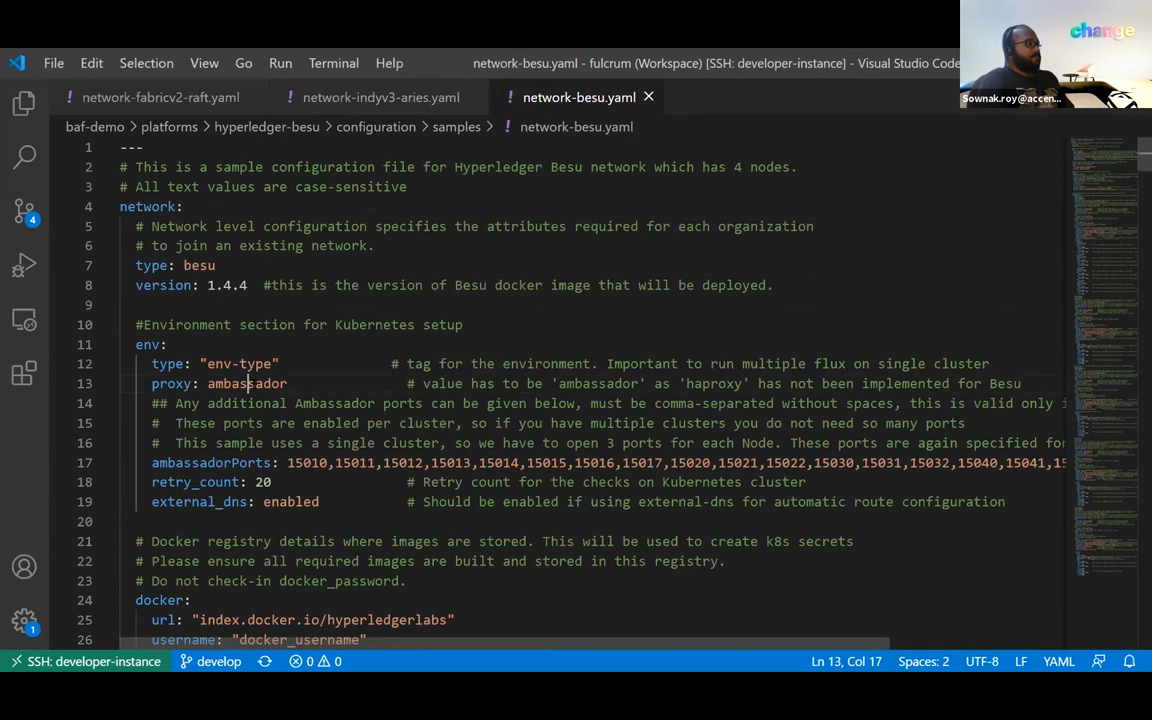 change
Sownak.roy@accen...
File Edit Selection View Go Run Terminal Help
network-besu.yaml - fulcrum (Workspace) [SSH: developer-instance] - Visual Studio Code
network-fabricv2-raft.yaml
network-indyv3-aries.yaml
network-besu.yaml
baf-demo > platforms > hyperledger-besu > configuration > samples > ! network-besu.yaml
1 ---
2 # This is a sample configuration file for Hyperledger Besu network which has 4 nodes.
3 # All text values are case-sensitive
4 network:
5 # Network level configuration specifies the attributes required for each organization
6 # to join an existing network.
7 type: besu
8 version: 1.4.4 #this is the version of Besu docker image that will be deployed.
9
10 #Environment section for Kubernetes setup
11 env:
12 type: "env-type" # tag for the environment. Important to run multiple flux on single cluster
13 proxy: ambassador # value has to be 'ambassador' as 'haproxy' has not been implemented for Besu
14 ## Any additional Ambassador ports can be given below, must be comma-separated without spaces, this is valid only i
15 # These ports are enabled per cluster, so if you have multiple clusters you do not need so many ports
16 # This sample uses a single cluster, so we have to open 3 ports for each Node. These ports are again specified for
17 ambassadorPorts: 15010,15011,15012,15013,15014,15015,15016,15017,15020,15021,15022,15030,15031,15032,15040,15041,15
18 retry_count: 20 # Retry count for the checks on Kubernetes cluster
19 external_dns: enabled # Should be enabled if using external-dns for automatic route configuration
20
21 # Docker registry details where images are stored. This will be used to create k8s secrets
22 # Please ensure all required images are built and stored in this registry.
23 # Do not check-in docker_password.
24 docker:
25 url: "index.docker.io/hyperledgerlabs"
26 username: "docker_username"
4
1
SSH: developer-instance develop 0 0 Ln 13, Col 17 Spaces: 2 UTF-8 LF YAML